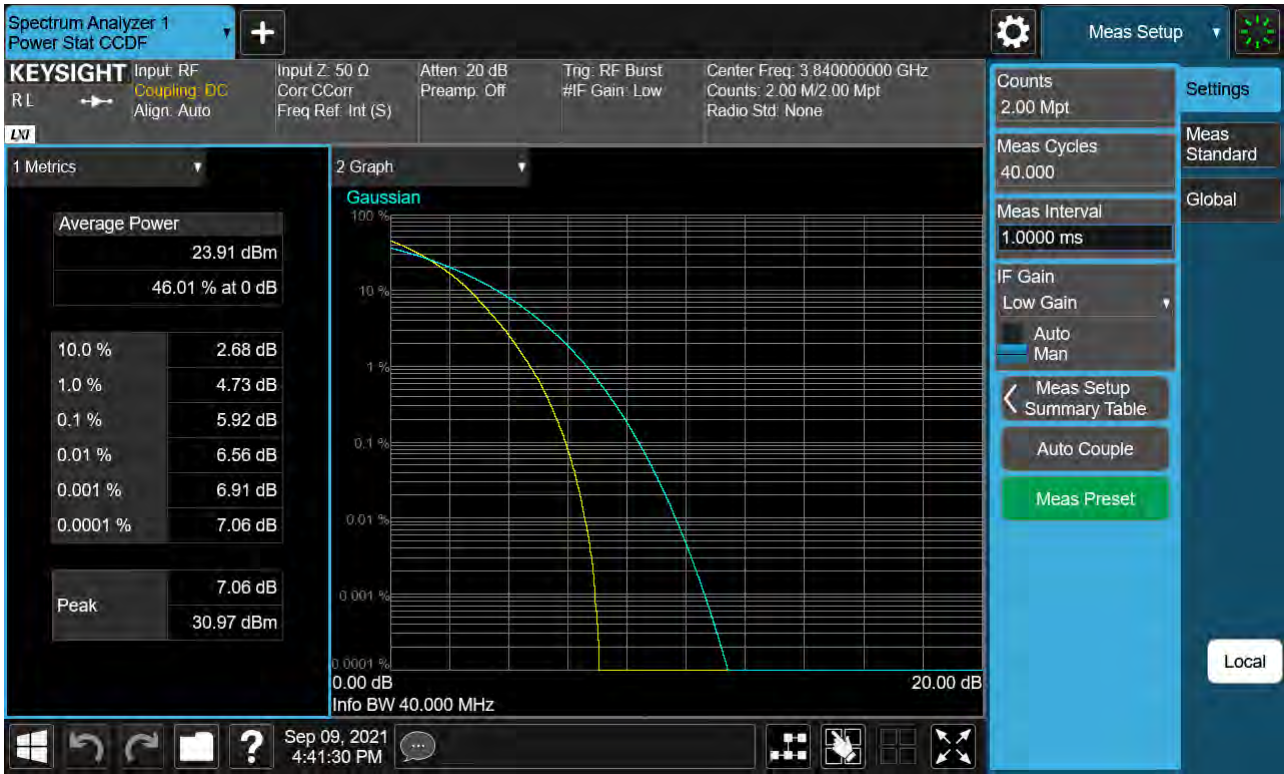 Spectrum Analyzer 1
Power Stat CCDF
+
Meas Setup
KEYSIGHT
RL
LXI
Input: RF
Coupling: DC
Align: Auto
Input Z: 50 Ω
Corr CCorr
Freq Ref: Int (S)
Atten: 20 dB
Preamp: Off
Trig: RF Burst
#IF Gain: Low
Center Freq: 3.840000000 GHz
Counts: 2.00 M/2.00 Mpt
Radio Std: None
1 Metrics
Average Power
23.91 dBm
46.01 % at 0 dB
10.0 % 2.68 dB
1.0 % 4.73 dB
0.1 % 5.92 dB
0.01 % 6.56 dB
0.001 % 6.91 dB
0.0001 % 7.06 dB
Peak
7.06 dB
30.97 dBm
2 Graph
Gaussian
100 %
10 %
1 %
0.1 %
0.01 %
0.001 %
0.0001 %
0.00 dB 20.00 dB
Info BW 40.000 MHz
Counts
2.00 Mpt
Meas Cycles
40.000
Meas Interval
1.0000 ms
IF Gain
Low Gain
Auto
Man
Meas Setup
Summary Table
Auto Couple
Meas Preset
Settings
Meas
Standard
Global
Local
?
Sep 09, 2021
4:41:30 PM